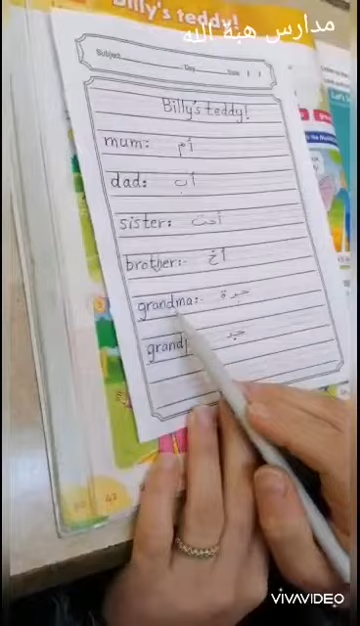 Billy's teddy!
مدارس هبة الله
Subject Day Date / /
Billy's teddy!
mum: أم
dad: أب
sister: أخت
brother:- أخ
grandma:- جدة
grand جد
42
VIVAVIDEO